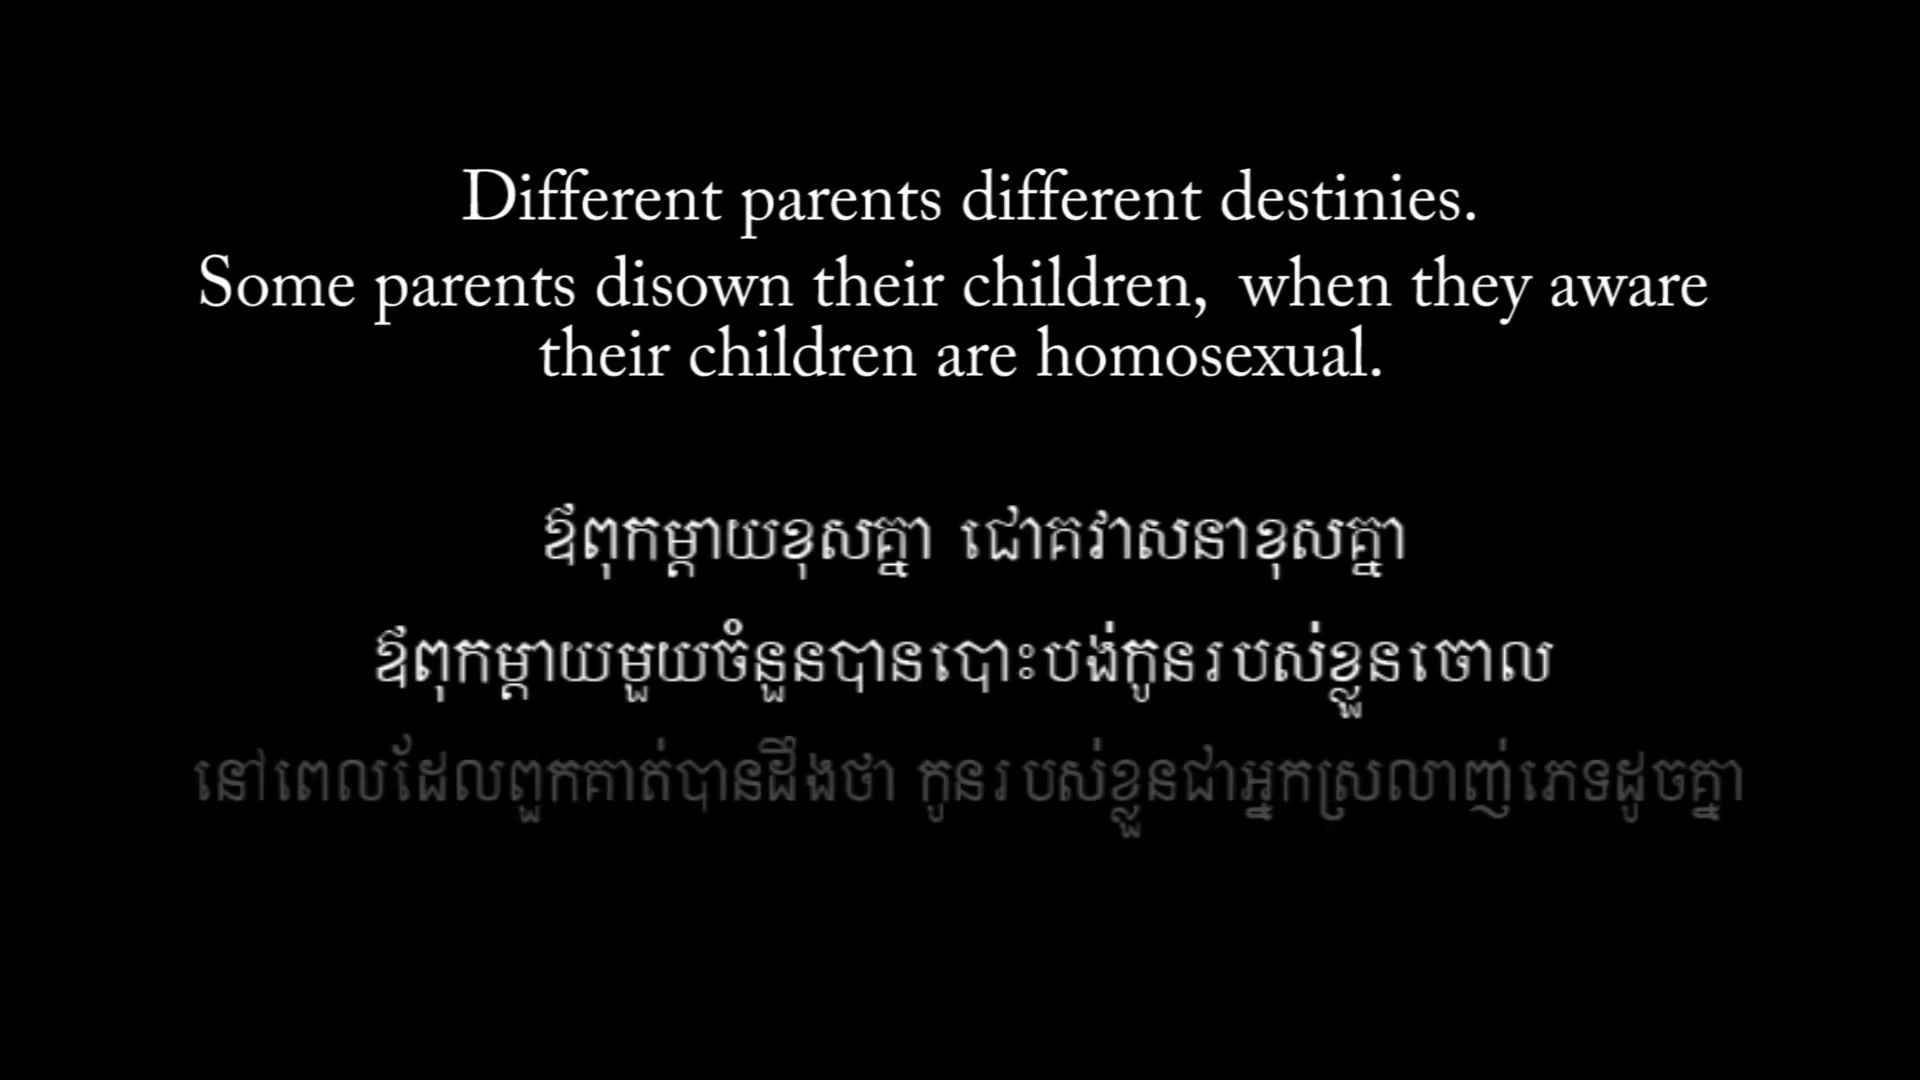 Different parents different destinies.
Some parents disown their children, when they aware
their children are homosexual.
ឪពុកម្ដាយខុសគ្នា ជោគវាសនាខុសគ្នា
ឪពុកម្ដាយមួយចំនួនបានបោះបង់កូនរបស់ខ្លួនចោល
នៅពេលដែលពួកគាត់បានដឹងថា កូនរបស់ខ្លួនជាអ្នកស្រលាញ់ភេទដូចគ្នា